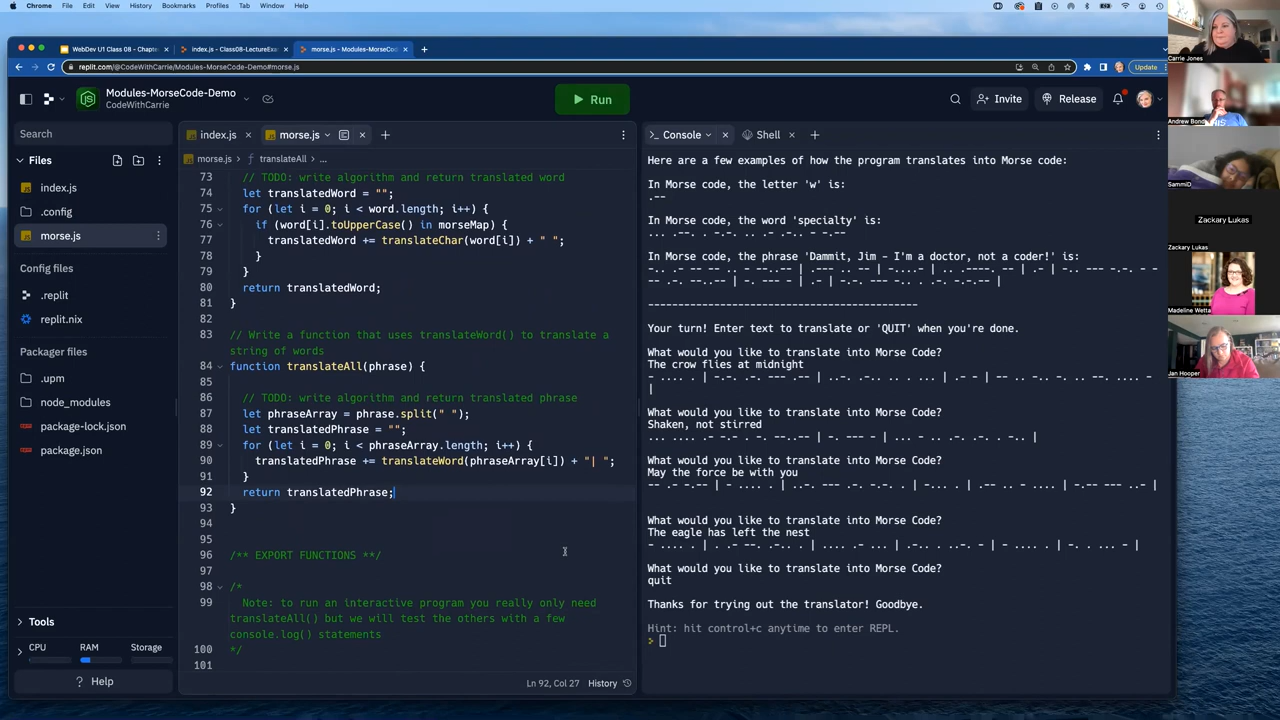 Chrome File Edit View History Bookmarks Profiles Tab Window Help
WebDev U1 Class 08 - Chapte
index.js - Class08-LectureExa
morse.js - Modules-MorseCod
replit.com/@CodeWithCarrie/Modules-MorseCode-Demo#morse.js
Update
Modules-MorseCode-Demo
CodeWithCarrie
Run
Invite
Release
Search
Files
index.js
.config
morse.js
Config files
.replit
replit.nix
Packager files
.upm
node_modules
package-lock.json
package.json
Tools
CPU RAM Storage
? Help
index.js
morse.js
morse.js > translateAll > ...
73 // TODO: write algorithm and return translated word
74 let translatedWord = "";
75 for (let i = 0; i < word.length; i++) {
76 if (word[i].toUpperCase() in morseMap) {
77 translatedWord += translateChar(word[i]) + " ";
78 }
79 }
80 return translatedWord;
81 }
82
83 // Write a function that uses translateWord() to translate a
string of words
84 function translateAll(phrase) {
85
86 // TODO: write algorithm and return translated phrase
87 let phraseArray = phrase.split(" ");
88 let translatedPhrase = "";
89 for (let i = 0; i < phraseArray.length; i++) {
90 translatedPhrase += translateWord(phraseArray[i]) + "| ";
91 }
92 return translatedPhrase;
93 }
94
95
96 /** EXPORT FUNCTIONS **/
97
98 /*
99 Note: to run an interactive program you really only need
translateAll() but we will test the others with a few
console.log() statements
100 */
101
Ln 92, Col 27 History
Console
Shell
Here are a few examples of how the program translates into Morse code:
In Morse code, the letter 'w' is:
.--
In Morse code, the word 'specialty' is:
... .--. . -.-. .. .- .-.. - -.--
In Morse code, the phrase 'Dammit, Jim - I'm a doctor, not a coder!' is:
Your turn! Enter text to translate or 'QUIT' when you're done.
What would you like to translate into Morse Code?
The crow flies at midnight
- .... . | -.-. .-. --- .-- | ..-. .-.. .. . ... | .- - | -- .. -.. -. .. --. .... -
|
What would you like to translate into Morse Code?
Shaken, not stirred
... .... .- -.- . -. --..-- | -. --- - | ... - .. .-. .-. . -.. |
What would you like to translate into Morse Code?
May the force be with you
-- .- -.-- | - .... . | ..-. --- .-. -.-. . | -... . | .-- .. - .... | -.-- --- ..- |
What would you like to translate into Morse Code?
The eagle has left the nest
- .... . | . .- --. .-.. . | .... .- ... | .-.. . ..-. - | - .... . | -. . ... - |
What would you like to translate into Morse Code?
quit
Thanks for trying out the translator! Goodbye.
Hint: hit control+c anytime to enter REPL.
>
Carrie Jones
Andrew Bond
SammiD
Zackary Lukas
Zackary Lukas
Madeline Wetta
Jan Hooper